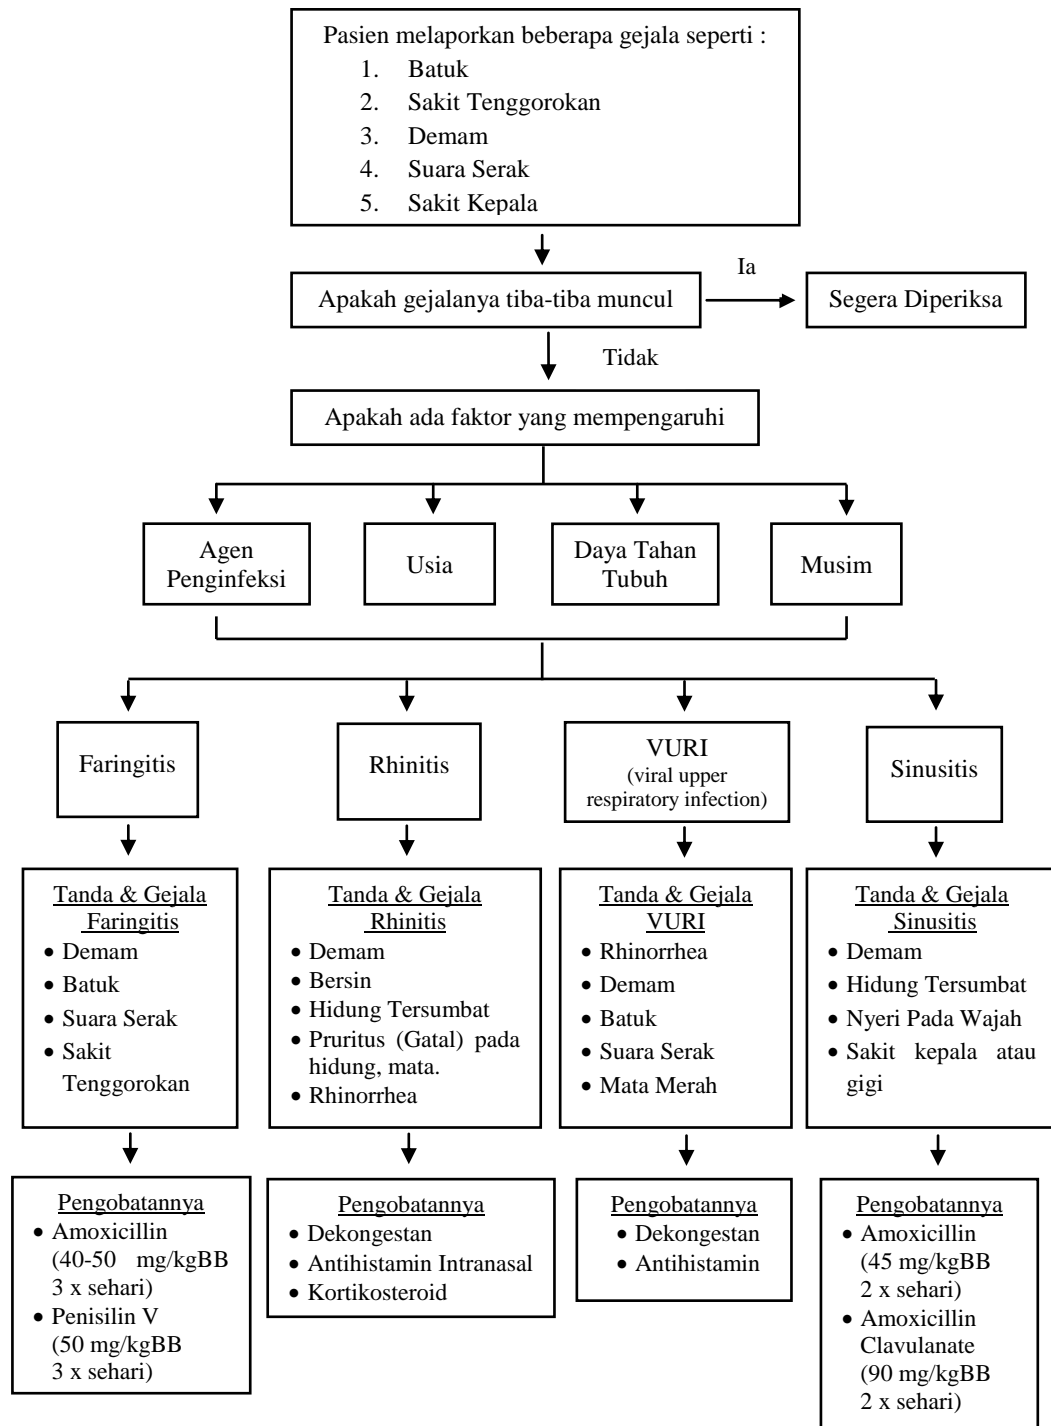 Pasien melaporkan beberapa gejala seperti :
1. Batuk
2. Sakit Tenggorokan
3. Demam
4. Suara Serak
5. Sakit Kepala
Apakah gejalanya tiba-tiba muncul
Ia
Segera Diperiksa
Tidak
Apakah ada faktor yang mempengaruhi
Agen
Penginfeksi
Usia
Daya Tahan
Tubuh
Musim
Faringitis
Rhinitis
VURI
(viral upper
respiratory infection)
Sinusitis
Tanda & Gejala
Faringitis
• Demam
• Batuk
• Suara Serak
• Sakit
Tenggorokan
Tanda & Gejala
Rhinitis
• Demam
• Bersin
• Hidung Tersumbat
• Pruritus (Gatal) pada
hidung, mata.
• Rhinorrhea
Tanda & Gejala
VURI
• Rhinorrhea
• Demam
• Batuk
• Suara Serak
• Mata Merah
Tanda & Gejala
Sinusitis
• Demam
• Hidung Tersumbat
• Nyeri Pada Wajah
• Sakit kepala atau
gigi
Pengobatannya
• Amoxicillin
(40-50 mg/kgBB
3 x sehari)
• Penisilin V
(50 mg/kgBB
3 x sehari)
Pengobatannya
• Dekongestan
• Antihistamin Intranasal
• Kortikosteroid
Pengobatannya
• Dekongestan
• Antihistamin
Pengobatannya
• Amoxicillin
(45 mg/kgBB
2 x sehari)
• Amoxicillin
Clavulanate
(90 mg/kgBB
2 x sehari)